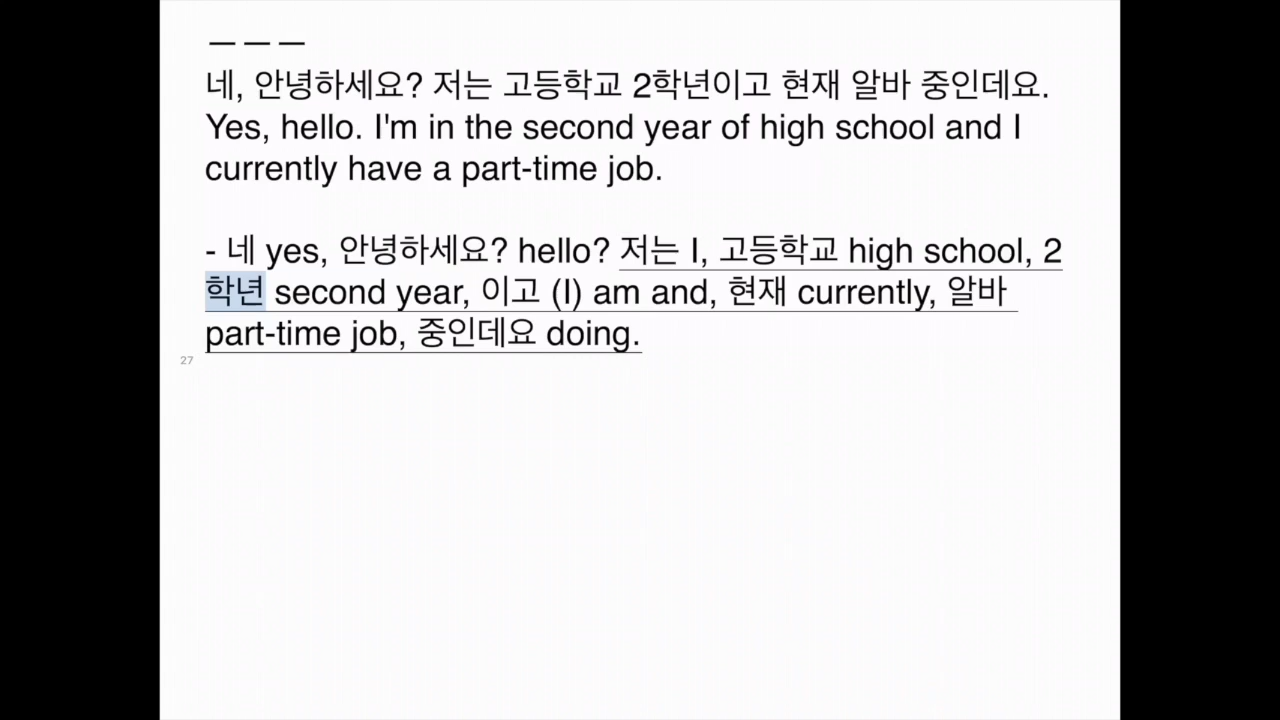 ———
네, 안녕하세요? 저는 고등학교 2학년이고 현재 알바 중인데요.
Yes, hello. I'm in the second year of high school and I
currently have a part-time job.
- 네 yes, 안녕하세요? hello? 저는 I, 고등학교 high school, 2
학년 second year, 이고 (I) am and, 현재 currently, 알바
part-time job, 중인데요 doing.
27